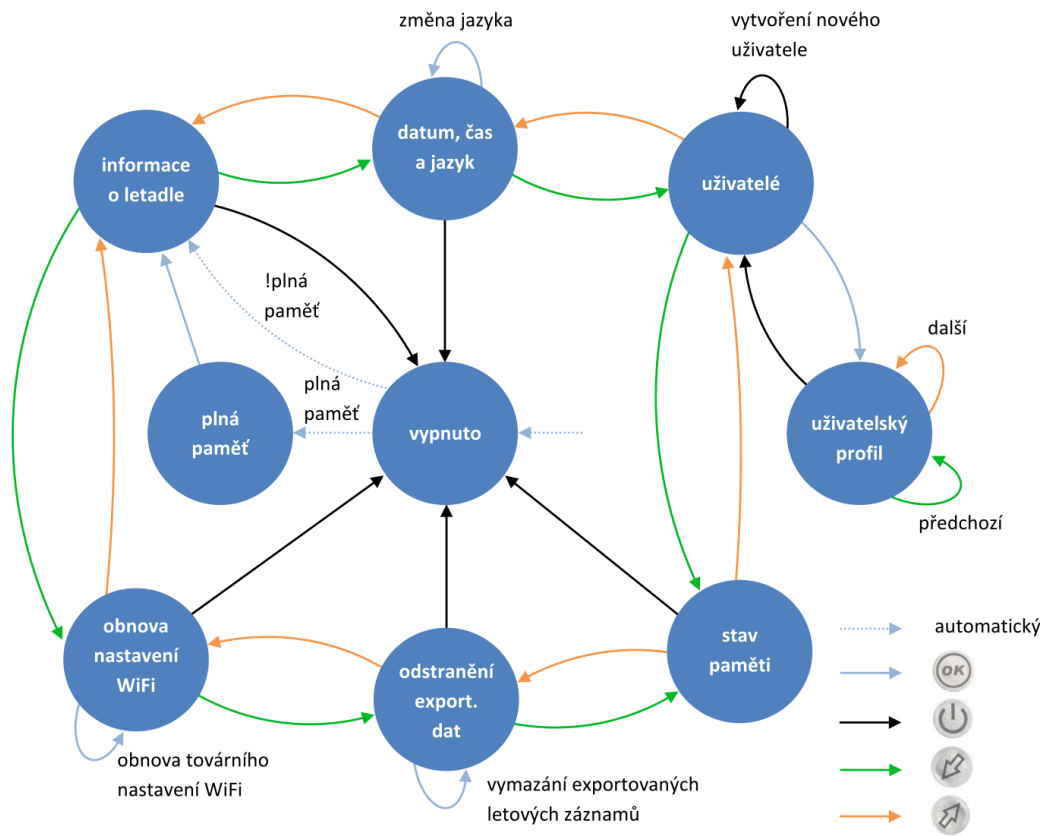 změna jazyka
vytvoření nového
uživatele
datum, čas
a jazyk
informace
o letadle
uživatelé
!plná
paměť
další
plná
paměť
plná
paměť
vypnuto
uživatelský
profil
předchozí
obnova
nastavení
WiFi
odstranění
export.
dat
stav
paměti
automatický
OK
obnova továrního
nastavení WiFi
vymazání exportovaných
letových záznamů